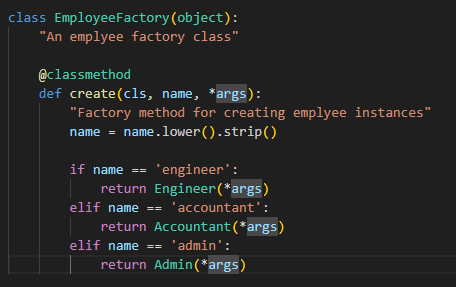 class EmployeeFactory(object):
    "An emplyee factory class"
    @classmethod
    def create(cls, name, *args):
        "Factory method for creating emplyee instances"
        name = name.lower().strip()
        if name == 'engineer':
            return Engineer(*args)
        elif name == 'accountant':
            return Accountant(*args)
        elif name == 'admin':
            return Admin(*args)